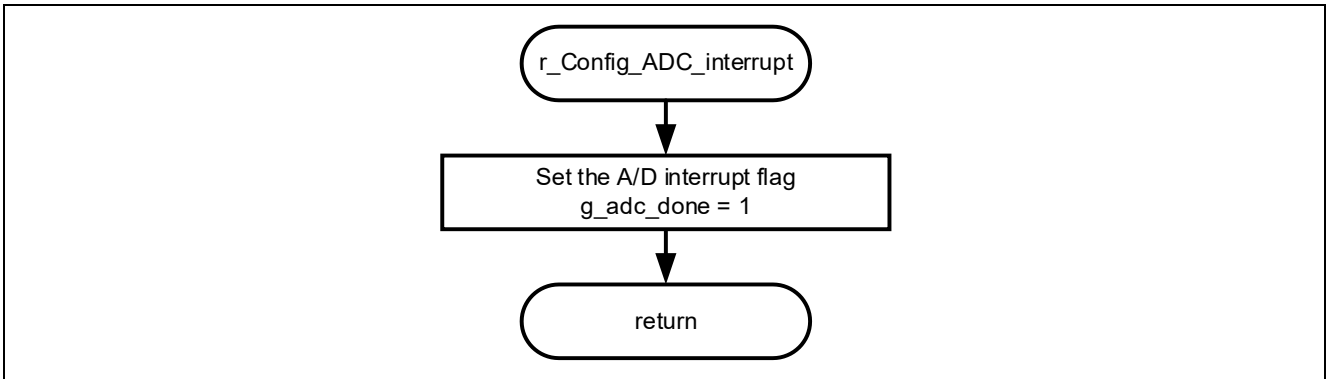 r_Config_ADC_interrupt
Set the A/D interrupt flag
g_adc_done = 1
return